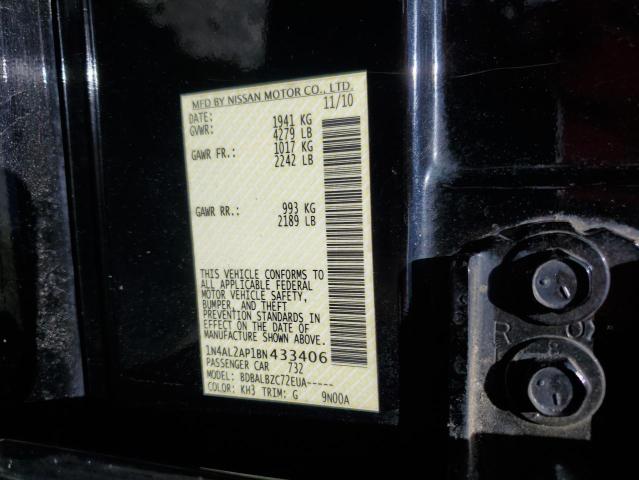 MFD BY NISSAN MOTOR CO., LTD.
DATE: 11/10
GVWR: 1941 KG
4279 LB
GAWR FR.: 1017 KG
2242 LB
GAWR RR.: 993 KG
2189 LB
THIS VEHICLE CONFORMS TO
ALL APPLICABLE FEDERAL
MOTOR VEHICLE SAFETY,
BUMPER, AND THEFT
PREVENTION STANDARDS IN
EFFECT ON THE DATE OF
MANUFACTURE SHOWN ABOVE.
1N4AL2AP1BN433406
PASSENGER CAR 732
MODEL: BDBALBZC72EUA-----
COLOR: KH3 TRIM: G 9N00A
R O